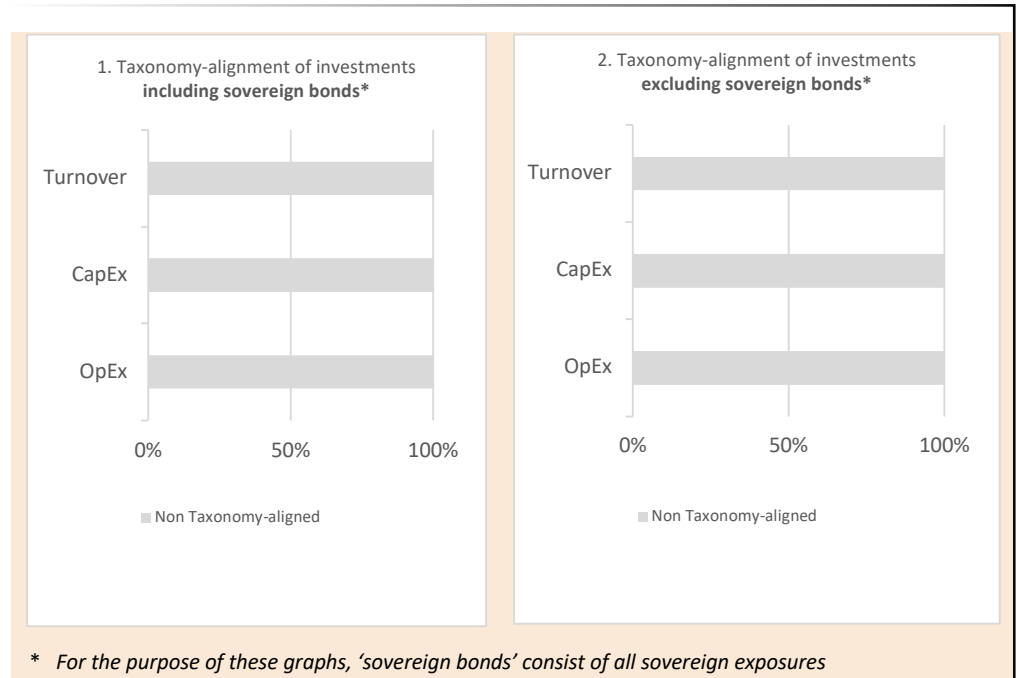 1. Taxonomy-alignment of investments
including sovereign bonds*
Turnover
CapEx
OpEx
0% 50% 100%
Non Taxonomy-aligned
2. Taxonomy-alignment of investments
excluding sovereign bonds*
Turnover
CapEx
OpEx
0% 50% 100%
Non Taxonomy-aligned
* For the purpose of these graphs, ‘sovereign bonds’ consist of all sovereign exposures